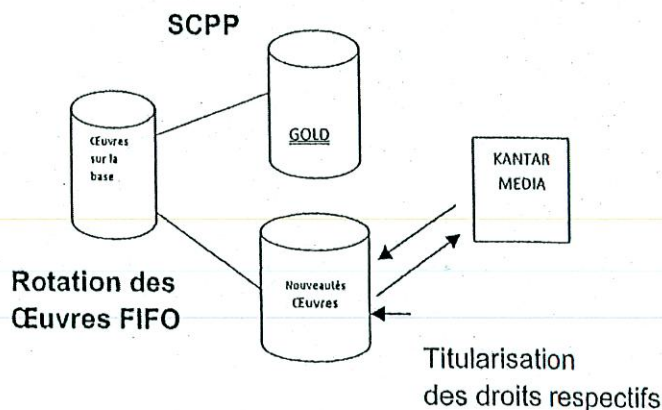 SCPP
GOLD
Œuvres
sur la
base
KANTAR
MEDIA
Rotation des
Œuvres FIFO
Nouveautés
Œuvres
Titularisation
des droits respectifs